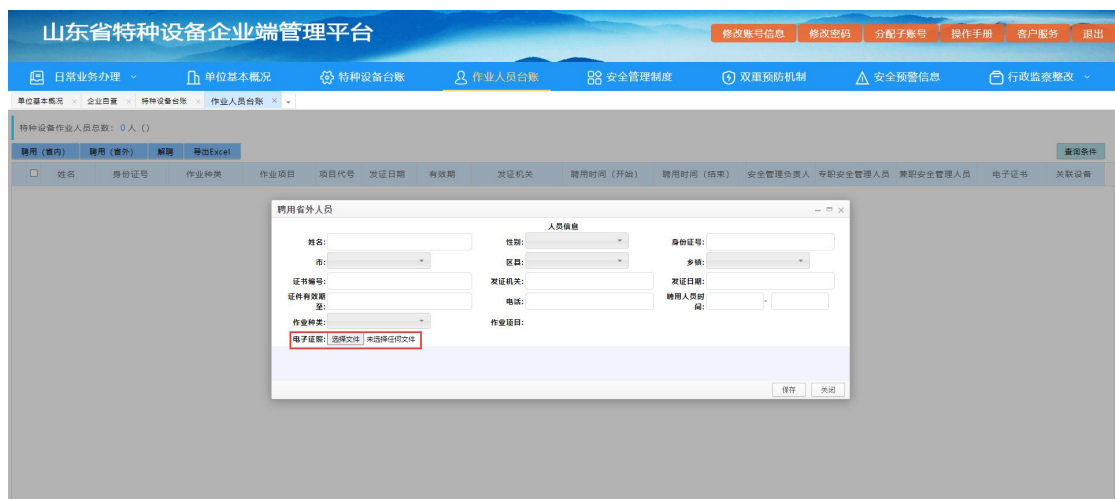 山东省特种设备企业端管理平台
修改账号信息 修改密码 分配子账号 操作手册 客户服务 退出
日常业务办理 单位基本概况 特种设备台账 作业人员台账 安全管理制度 双重预防机制 安全预警信息 行政监察整改
单位基本概况 × 企业自查 × 特种设备台账 × 作业人员台账 ×
特种设备作业人员总数: 0 人 ()
聘用 (省内) 聘用 (省外) 解聘 导出Excel 查询条件
姓名 身份证号 作业种类 作业项目 项目代号 发证日期 有效期 发证机关 聘用时间 (开始) 聘用时间 (结束) 安全管理负责人 专职安全管理人员 兼职安全管理人员 电子证书 关联设备
聘用省外人员
人员信息
姓名: 性别: 身份证号:
市: 区县: 乡镇:
证书编号: 发证机关: 发证日期:
证件有效期至: 电话: 聘用人员时间: -
作业种类: 作业项目:
电子证照: 选择文件 未选择任何文件
保存 关闭